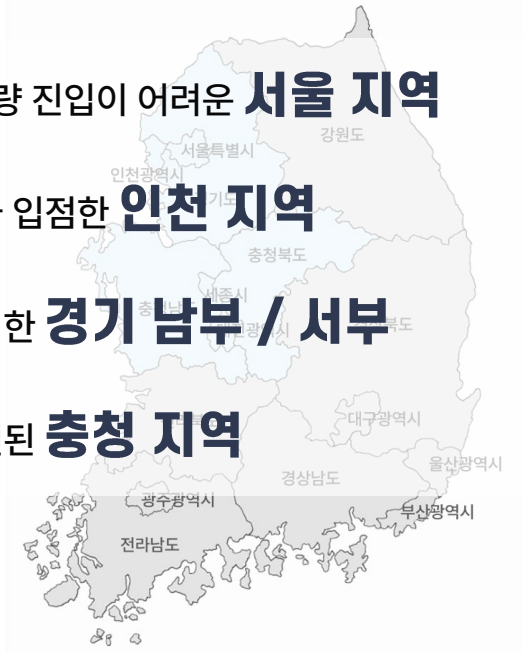 량 진입이 어려운 서울 지역
강원도
서울특별시
인천광역시
입점한 인천 지역
충청북도
세종시
한 경기 남부 / 서부
된 충청 지역
대구광역시
울산광역시
경상남도
광주광역시
부산광역시
전라남도